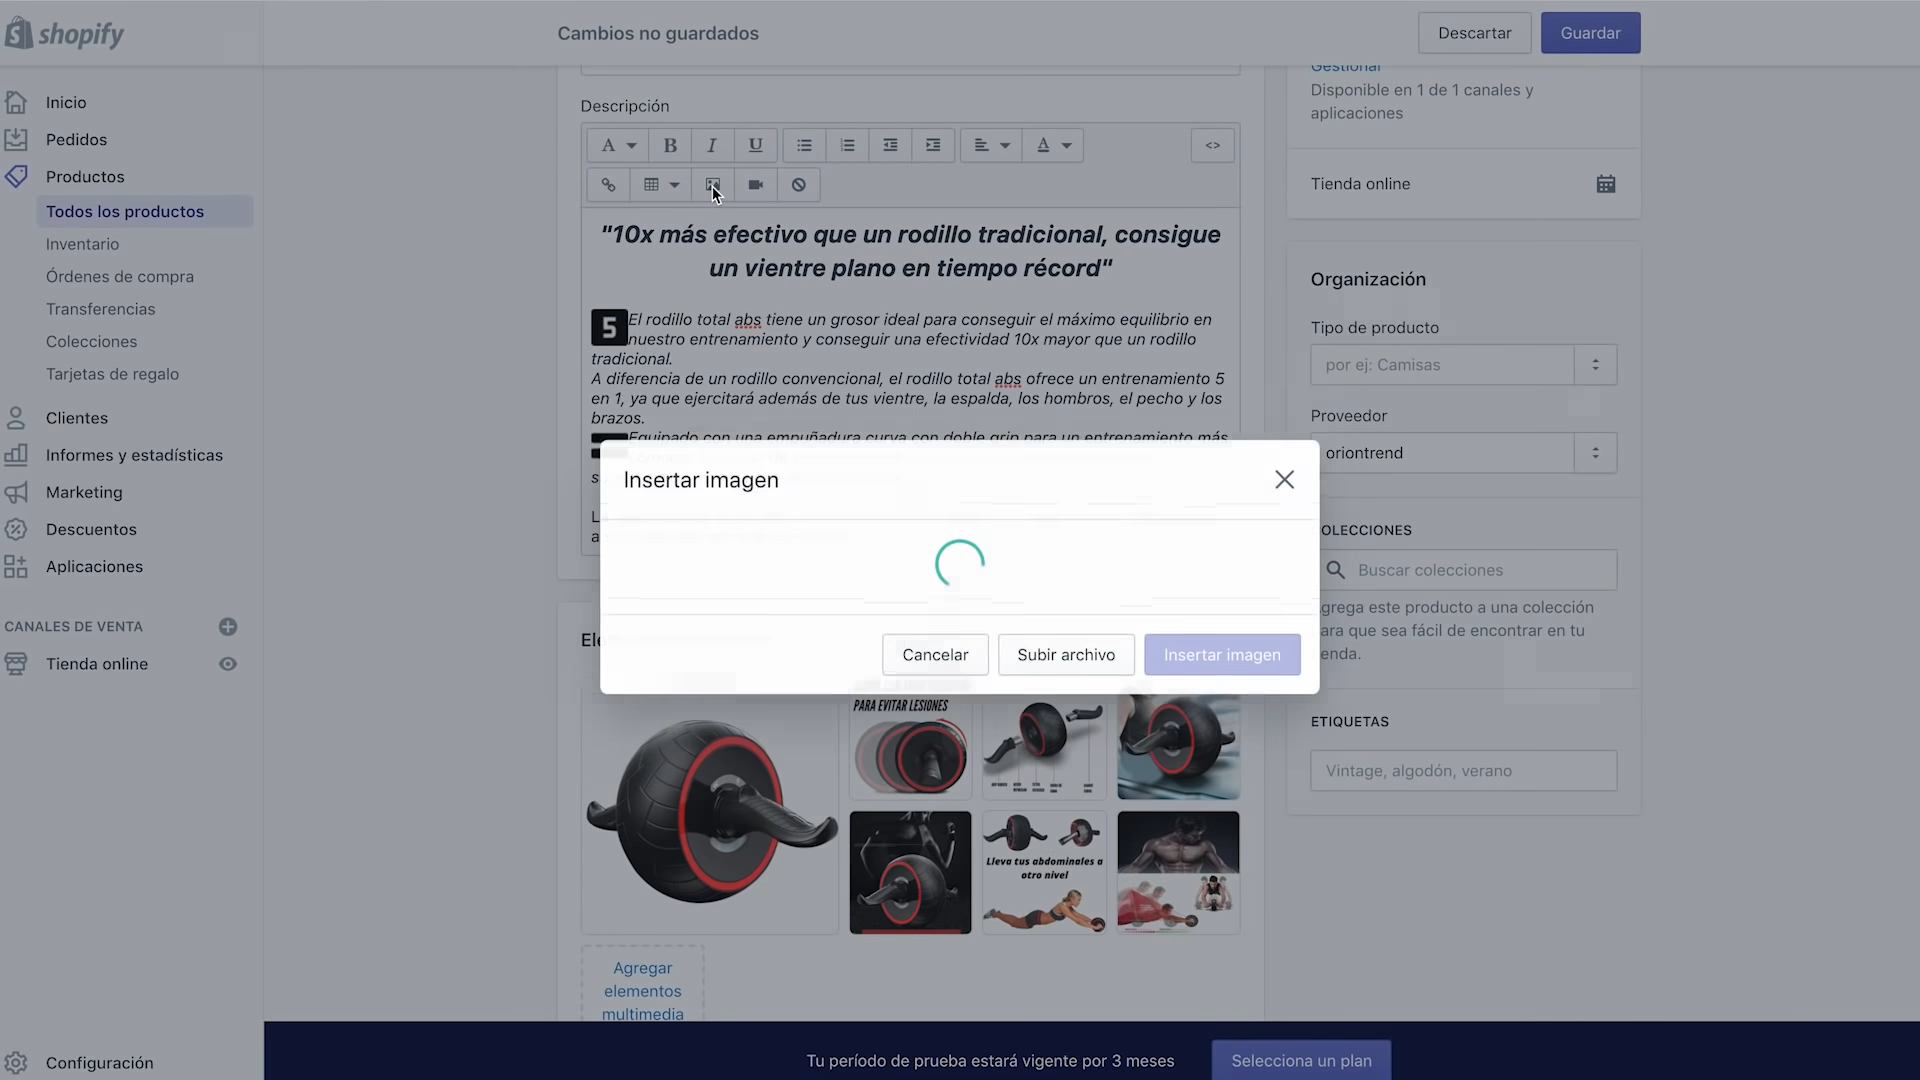 shopify
Cambios no guardados
Descartar
Guardar
Inicio
Pedidos
Productos
Todos los productos
Inventario
Órdenes de compra
Transferencias
Colecciones
Tarjetas de regalo
Clientes
Informes y estadísticas
Marketing
Descuentos
Aplicaciones
CANALES DE VENTA
Tienda online
Configuración
Descripción
A
B
I
U
A
<>
"10x más efectivo que un rodillo tradicional, consigue
un vientre plano en tiempo récord"
5
El rodillo total abs tiene un grosor ideal para conseguir el máximo equilibrio en
nuestro entrenamiento y conseguir una efectividad 10x mayor que un rodillo
tradicional.
A diferencia de un rodillo convencional, el rodillo total abs ofrece un entrenamiento 5
en 1, ya que ejercitará además de tus vientre, la espalda, los hombros, el pecho y los
brazos.
Equipado con una empuñadura curva con doble grip para un entrenamiento más
Insertar imagen
Cancelar
Subir archivo
Insertar imagen
PARA EVITAR LESIONES
Lleva tus abdominales a
otro nivel
Agregar
elementos
multimedia
Gestionar
Disponible en 1 de 1 canales y
aplicaciones
Tienda online
Organización
Tipo de producto
por ej: Camisas
Proveedor
oriontrend
OLECCIONES
Buscar colecciones
grega este producto a una colección
ara que sea fácil de encontrar en tu
enda.
ETIQUETAS
Vintage, algodón, verano
Tu período de prueba estará vigente por 3 meses
Selecciona un plan